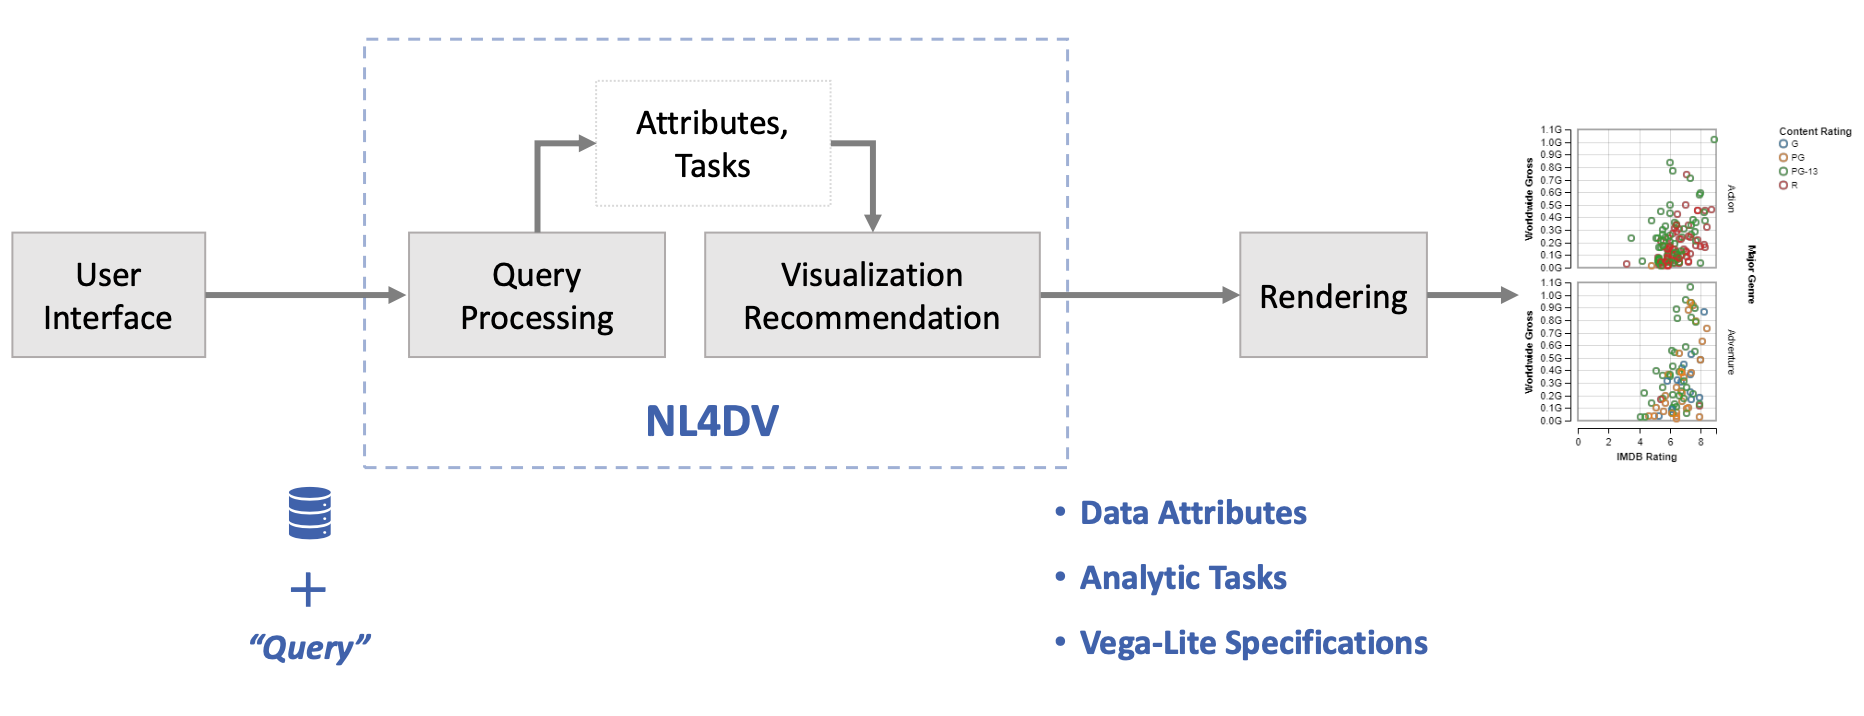 User
Interface
Query
Processing
Attributes,
Tasks
Visualization
Recommendation
NL4DV
Rendering
“Query”
• Data Attributes
• Analytic Tasks
• Vega-Lite Specifications
Content Rating
G
PG
PG-13
R
Worldwide Gross
1.1G
1.0G
0.9G
0.8G
0.7G
0.6G
0.5G
0.4G
0.3G
0.2G
0.1G
0.0G
Action
Major Genre
Worldwide Gross
1.1G
1.0G
0.9G
0.8G
0.7G
0.6G
0.5G
0.4G
0.3G
0.2G
0.1G
0.0G
Adventure
0 2 4 6 8
IMDB Rating